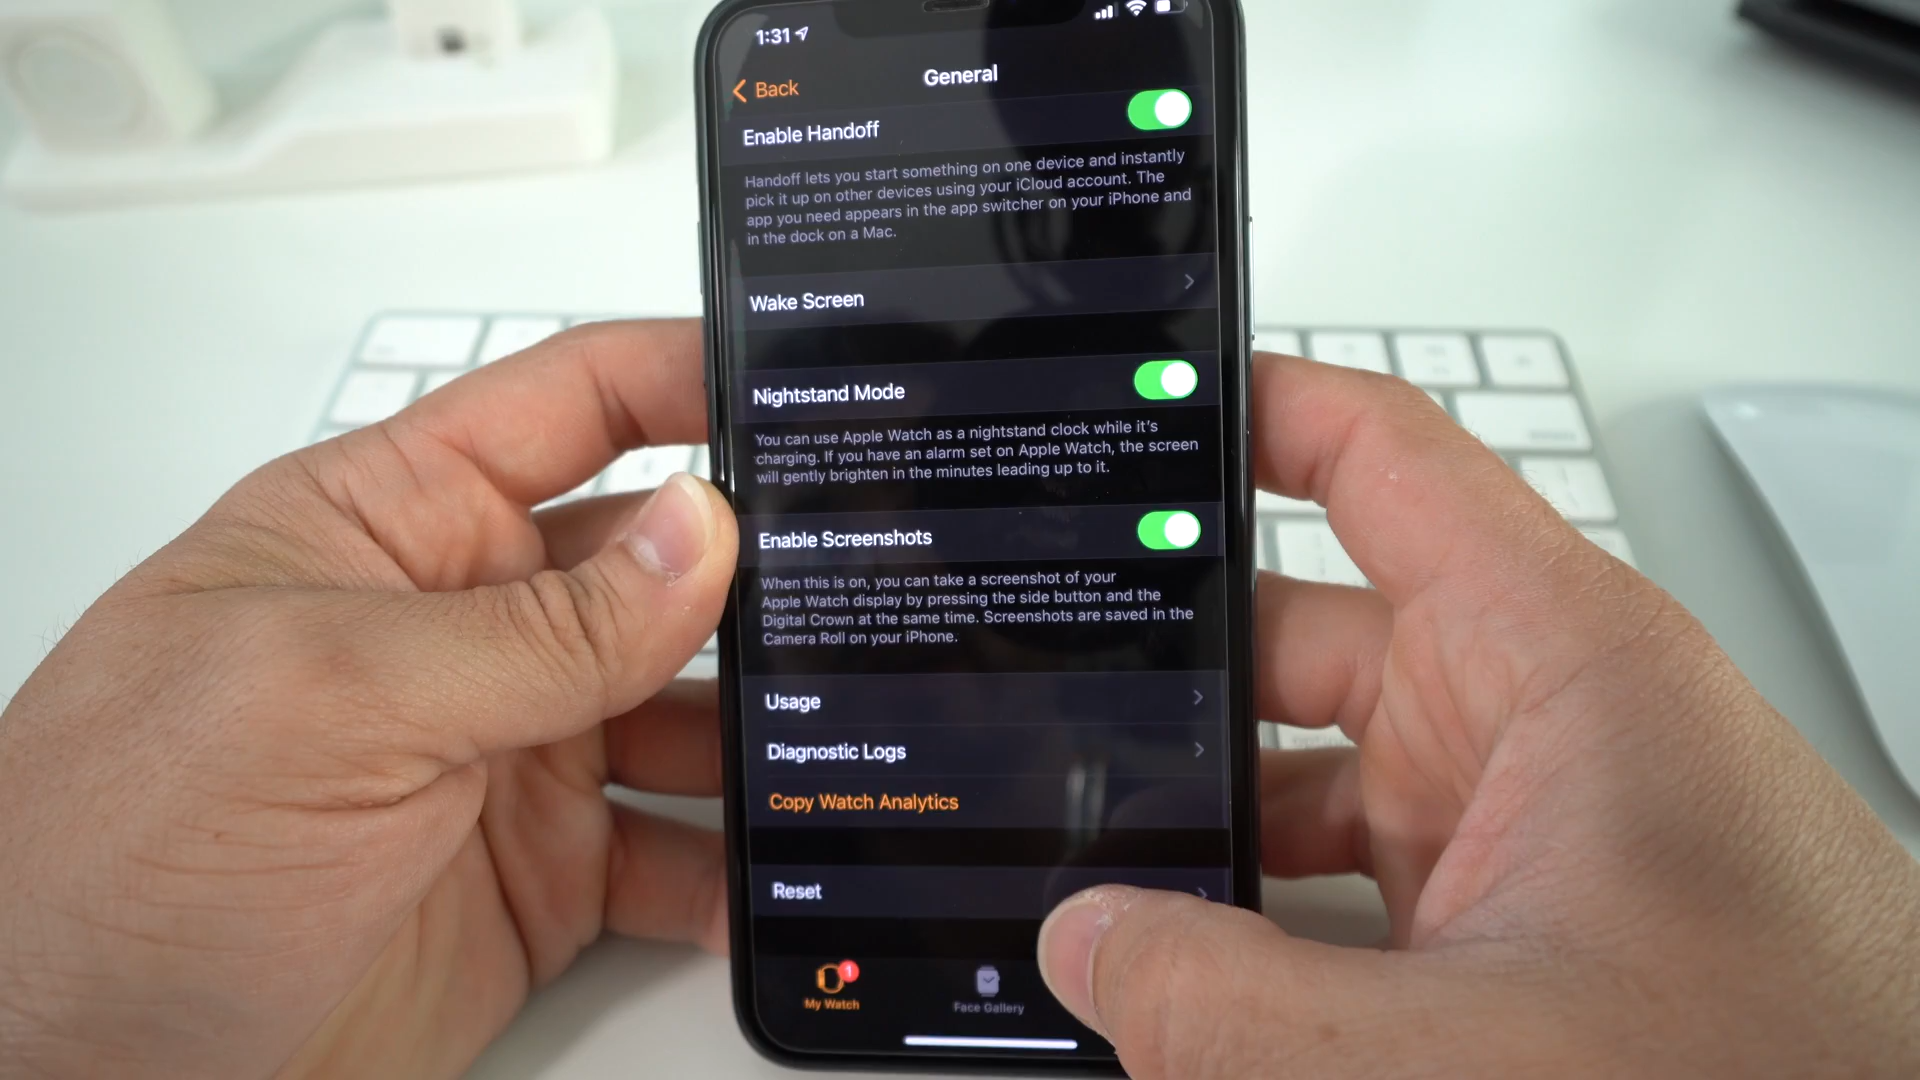 1:31
Back
General
Enable Handoff
Handoff lets you start something on one device and instantly
pick it up on other devices using your iCloud account. The
app you need appears in the app switcher on your iPhone and
in the dock on a Mac.
Wake Screen
Nightstand Mode
You can use Apple Watch as a nightstand clock while it's
charging. If you have an alarm set on Apple Watch, the screen
will gently brighten in the minutes leading up to it.
Enable Screenshots
When this is on, you can take a screenshot of your
Apple Watch display by pressing the side button and the
Digital Crown at the same time. Screenshots are saved in the
Camera Roll on your iPhone.
Usage
Diagnostic Logs
Copy Watch Analytics
Reset
1
My Watch
Face Gallery